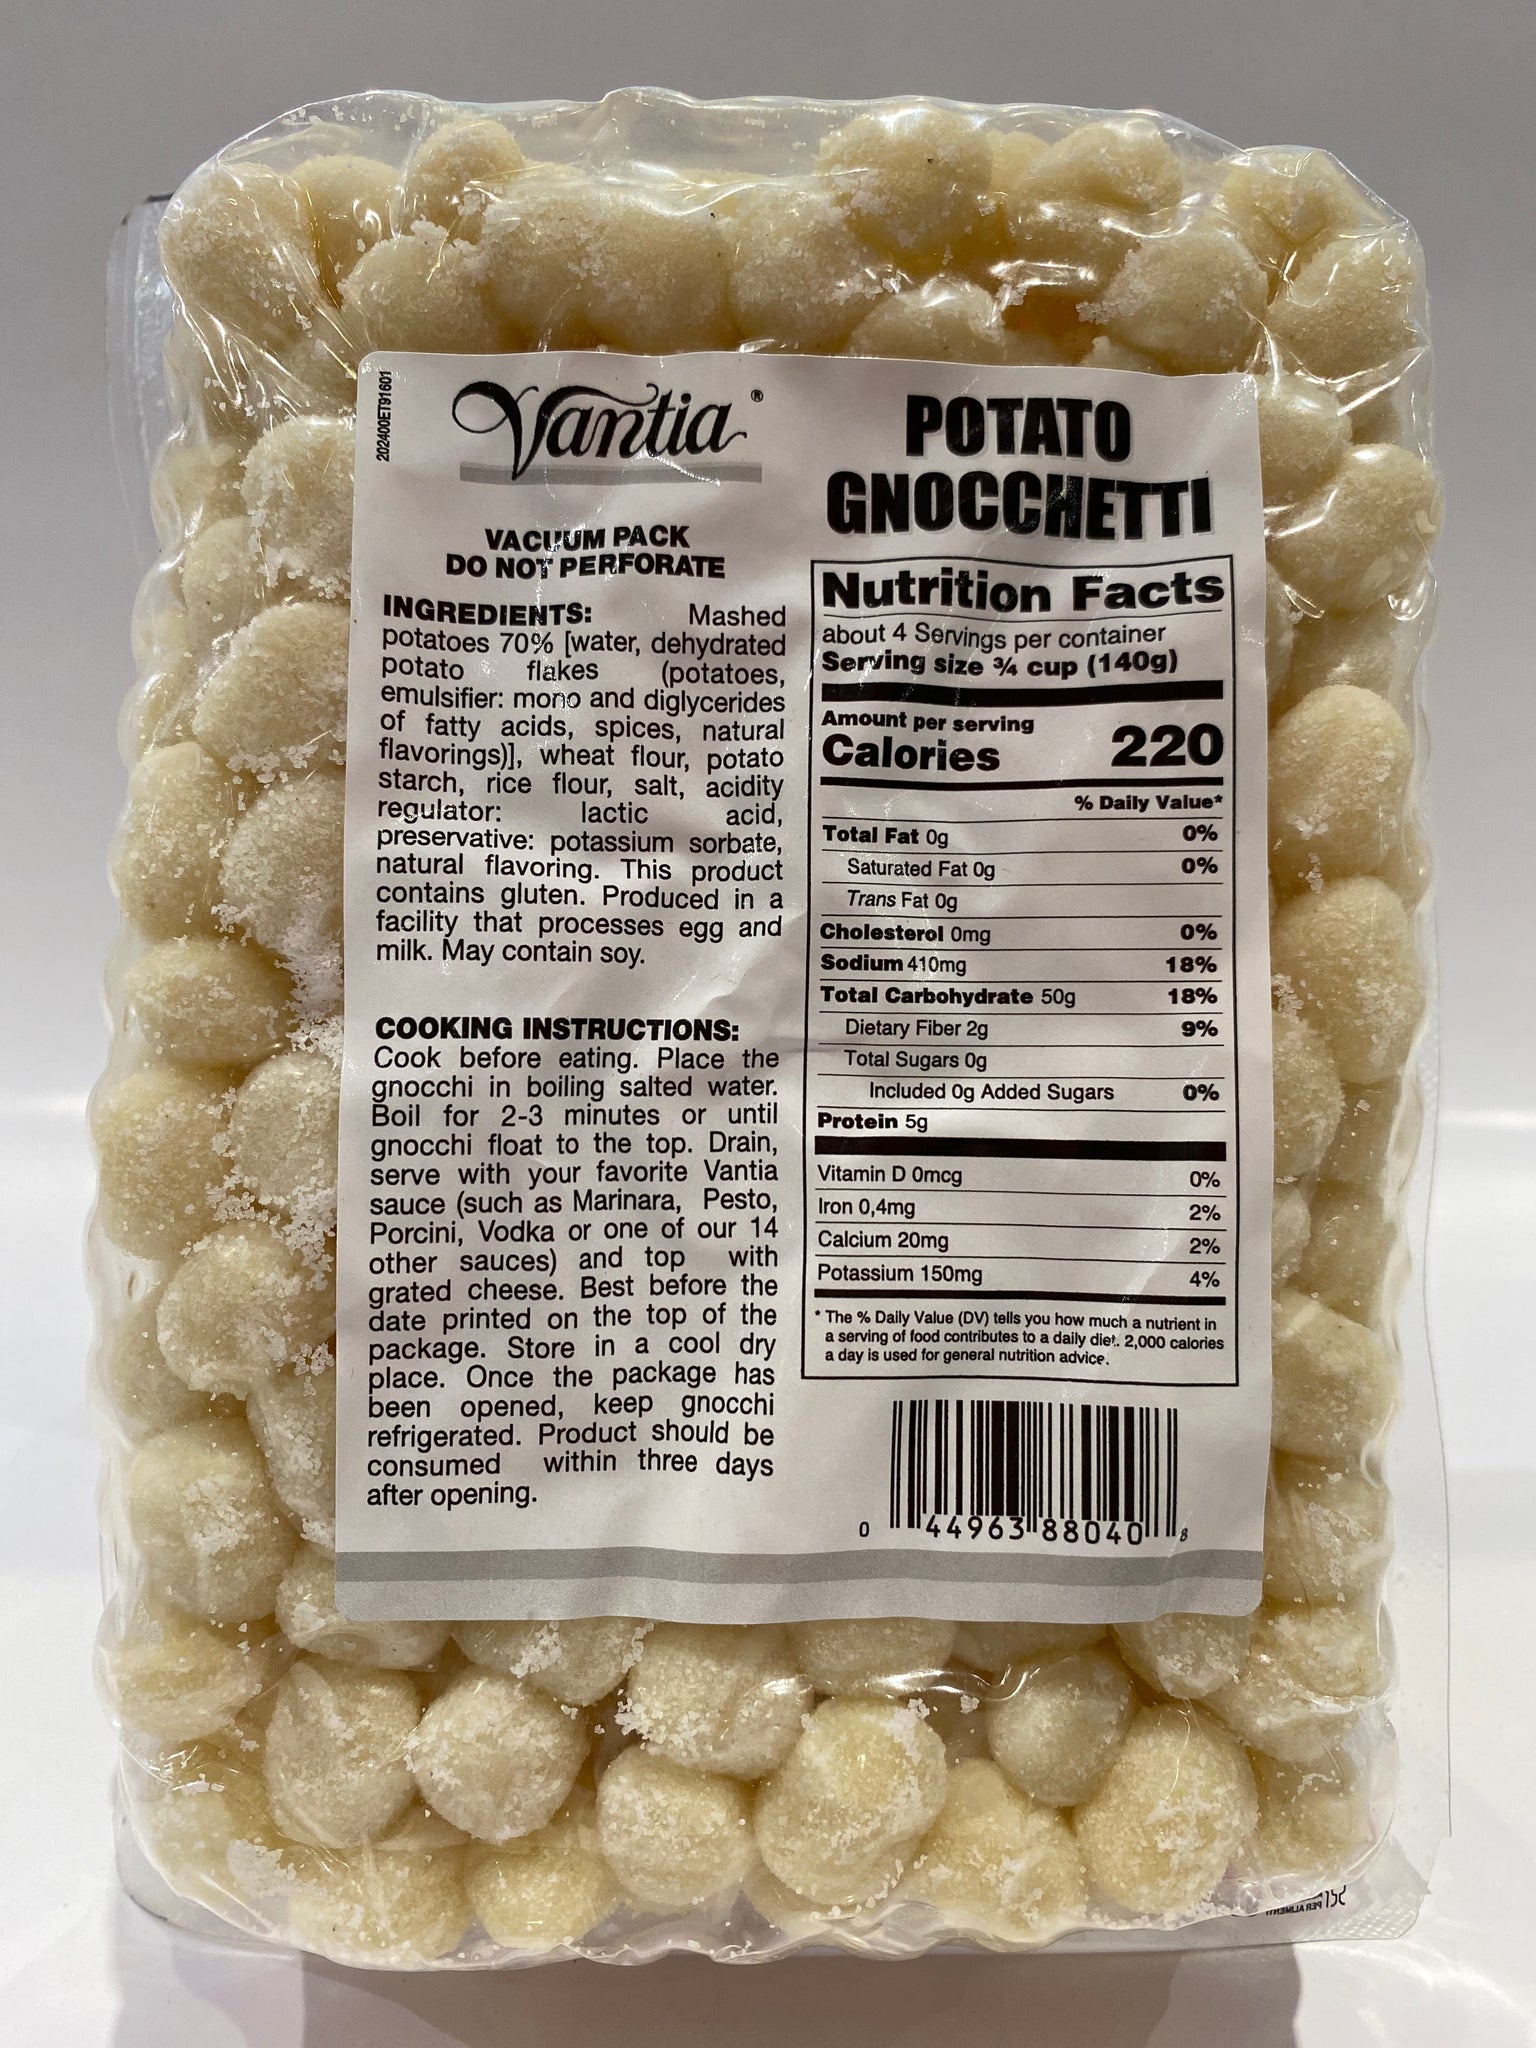 202400ET91601
Vantia®
VACUUM PACK
DO NOT PERFORATE
INGREDIENTS: Mashed
potatoes 70% [water, dehydrated
potato flakes (potatoes,
emulsifier: mono and diglycerides
of fatty acids, spices, natural
flavorings)], wheat flour, potato
starch, rice flour, salt, acidity
regulator: lactic acid,
preservative: potassium sorbate,
natural flavoring. This product
contains gluten. Produced in a
facility that processes egg and
milk. May contain soy.
COOKING INSTRUCTIONS:
Cook before eating. Place the
gnocchi in boiling salted water.
Boil for 2-3 minutes or until
gnocchi float to the top. Drain,
serve with your favorite Vantia
sauce (such as Marinara, Pesto,
Porcini, Vodka or one of our 14
other sauces) and top with
grated cheese. Best before the
date printed on the top of the
package. Store in a cool dry
place. Once the package has
been opened, keep gnocchi
refrigerated. Product should be
consumed within three days
after opening.
POTATO
GNOCCHETTI
Nutrition Facts
about 4 Servings per container
Serving size ¾ cup (140g)
Amount per serving
Calories 220
% Daily Value*
Total Fat 0g 0%
Saturated Fat 0g 0%
Trans Fat 0g
Cholesterol 0mg 0%
Sodium 410mg 18%
Total Carbohydrate 50g 18%
Dietary Fiber 2g 9%
Total Sugars 0g
Included 0g Added Sugars 0%
Protein 5g
Vitamin D 0mcg 0%
Iron 0,4mg 2%
Calcium 20mg 2%
Potassium 150mg 4%
* The % Daily Value (DV) tells you how much a nutrient in
a serving of food contributes to a daily diet. 2,000 calories
a day is used for general nutrition advice.
0 44963 88040 8
PER ALIMENTI